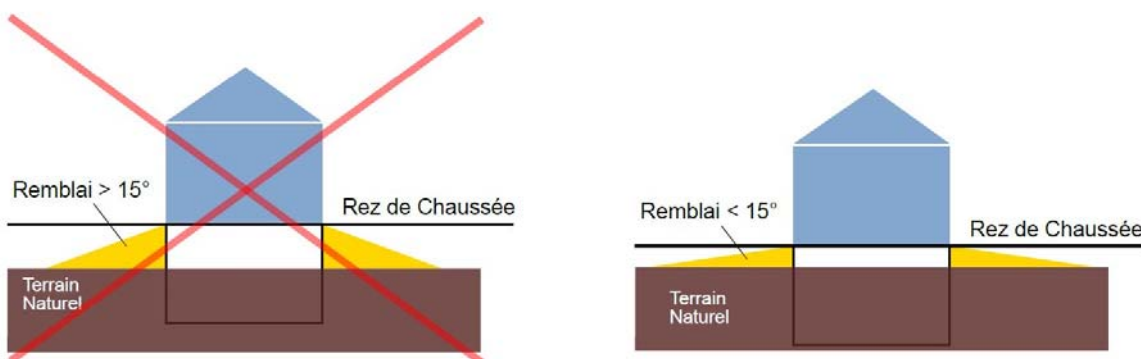 Remblai > 15°
Rez de Chaussée
Terrain
Naturel
Remblai < 15°
Rez de Chaussée
Terrain
Naturel